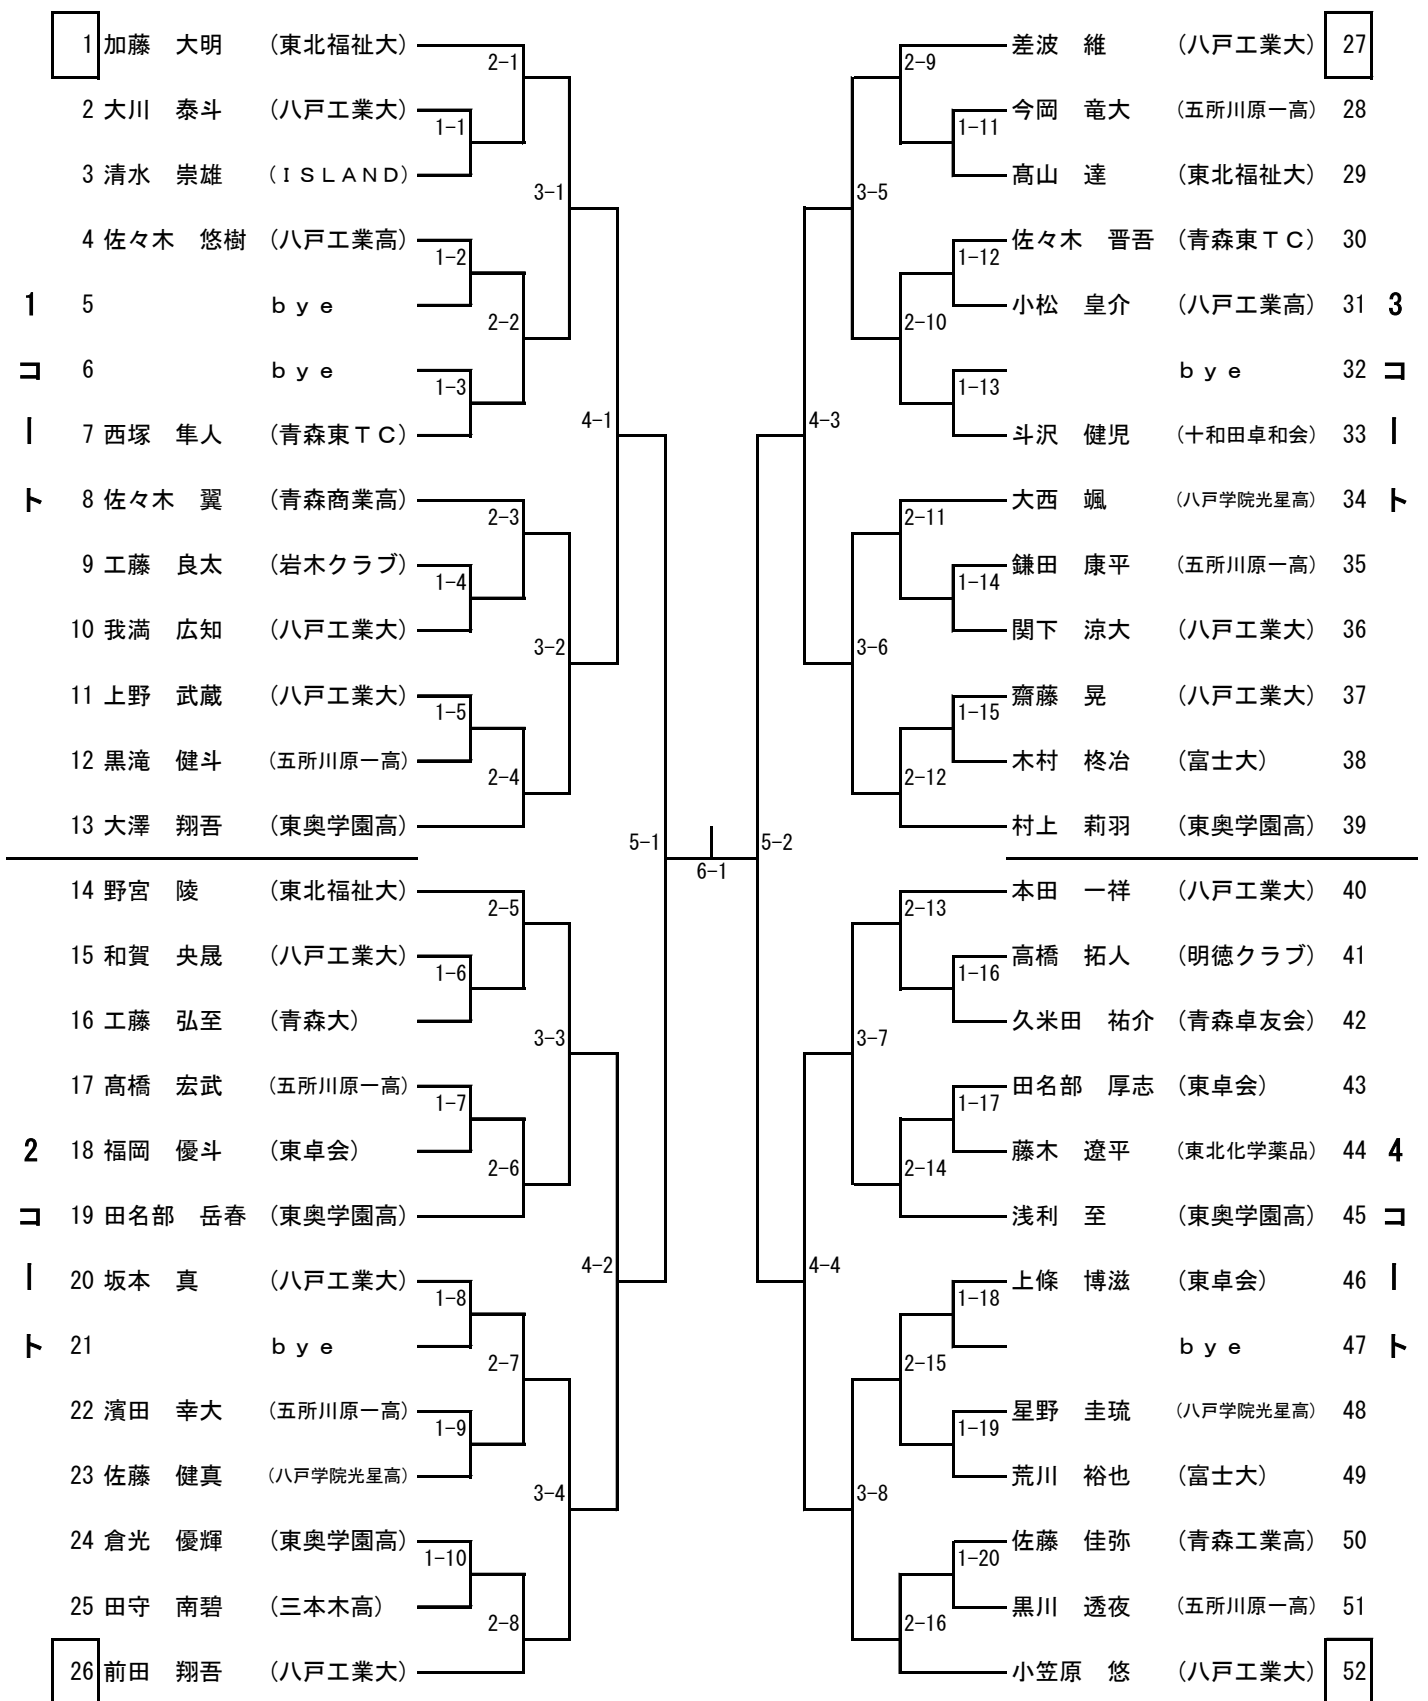 1 加藤　大明 (東北福祉大)
2 大川　泰斗 (八戸工業大)
3 清水　崇雄 (ＩＳＬＡＮＤ)
4 佐々木　悠樹 (八戸工業高)
5 ｂｙｅ
6 ｂｙｅ
7 西塚　隼人 (青森東ＴＣ)
8 佐々木　翼 (青森商業高)
9 工藤　良太 (岩木クラブ)
10 我満　広知 (八戸工業大)
11 上野　武蔵 (八戸工業大)
12 黒滝　健斗 (五所川原一高)
13 大澤　翔吾 (東奥学園高)
1コート
14 野宮　陵 (東北福祉大)
15 和賀　央晟 (八戸工業大)
16 工藤　弘至 (青森大)
17 髙橋　宏武 (五所川原一高)
18 福岡　優斗 (東卓会)
19 田名部　岳春 (東奥学園高)
20 坂本　真 (八戸工業大)
21 ｂｙｅ
22 濱田　幸大 (五所川原一高)
23 佐藤　健真 (八戸学院光星高)
24 倉光　優輝 (東奥学園高)
25 田守　南碧 (三本木高)
26 前田　翔吾 (八戸工業大)
2コート
1-1
1-2
1-3
1-4
1-5
1-6
1-7
1-8
1-9
1-10
2-1
2-2
2-3
2-4
2-5
2-6
2-7
2-8
3-1
3-2
3-3
3-4
4-1
4-2
5-1
6-1
5-2
4-3
4-4
3-5
3-6
3-7
3-8
2-9
2-10
2-11
2-12
2-13
2-14
2-15
2-16
1-11
1-12
1-13
1-14
1-15
1-16
1-17
1-18
1-19
1-20
差波　維 (八戸工業大) 27
今岡　竜大 (五所川原一高) 28
髙山　達 (東北福祉大) 29
佐々木　晋吾 (青森東ＴＣ) 30
小松　皇介 (八戸工業高) 31
ｂｙｅ 32
斗沢　健児 (十和田卓和会) 33
大西　颯 (八戸学院光星高) 34
鎌田　康平 (五所川原一高) 35
関下　涼大 (八戸工業大) 36
齋藤　晃 (八戸工業大) 37
木村　柊冶 (富士大) 38
村上　莉羽 (東奥学園高) 39
3コート
本田　一祥 (八戸工業大) 40
高橋　拓人 (明徳クラブ) 41
久米田　祐介 (青森卓友会) 42
田名部　厚志 (東卓会) 43
藤木　遼平 (東北化学薬品) 44
浅利　至 (東奥学園高) 45
上條　博滋 (東卓会) 46
ｂｙｅ 47
星野　圭琉 (八戸学院光星高) 48
荒川　裕也 (富士大) 49
佐藤　佳弥 (青森工業高) 50
黒川　透夜 (五所川原一高) 51
小笠原　悠 (八戸工業大) 52
4コート